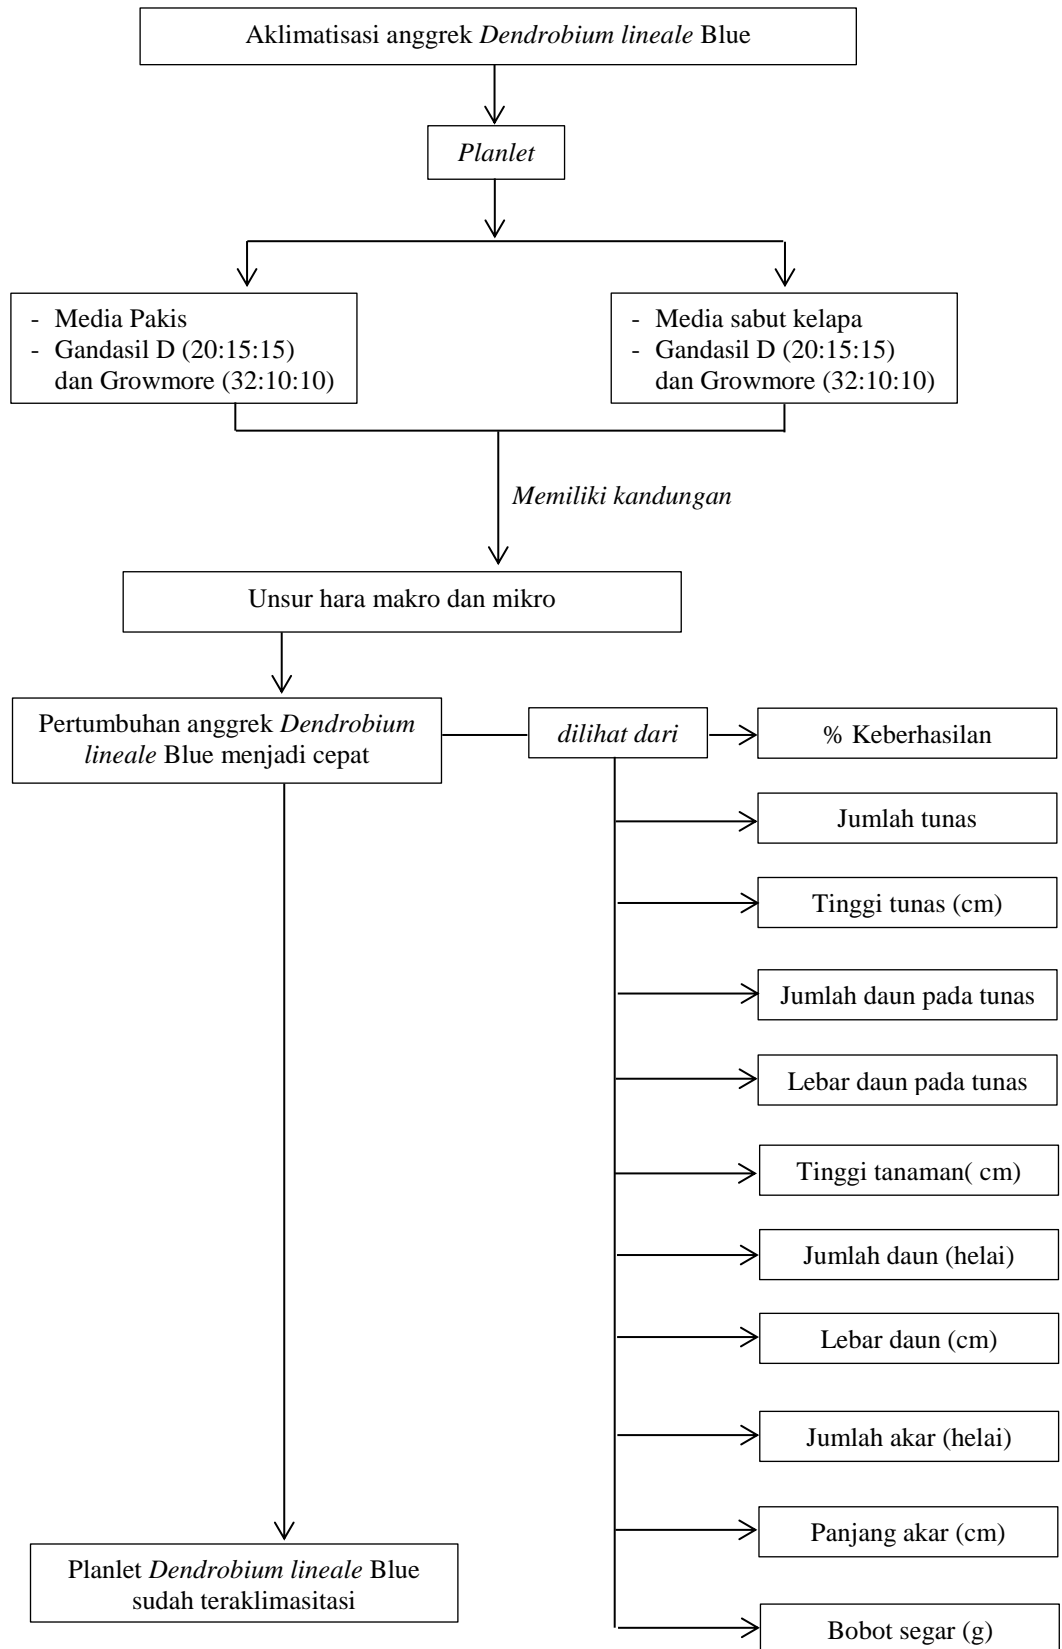 Aklimatisasi anggrek Dendrobium lineale Blue
Planlet
- Media Pakis
- Gandasil D (20:15:15)
dan Growmore (32:10:10)
- Media sabut kelapa
- Gandasil D (20:15:15)
dan Growmore (32:10:10)
Memiliki kandungan
Unsur hara makro dan mikro
Pertumbuhan anggrek Dendrobium
lineale Blue menjadi cepat
dilihat dari
% Keberhasilan
Jumlah tunas
Tinggi tunas (cm)
Jumlah daun pada tunas
Lebar daun pada tunas
Tinggi tanaman( cm)
Jumlah daun (helai)
Lebar daun (cm)
Jumlah akar (helai)
Panjang akar (cm)
Bobot segar (g)
Planlet Dendrobium lineale Blue
sudah teraklimasitasi